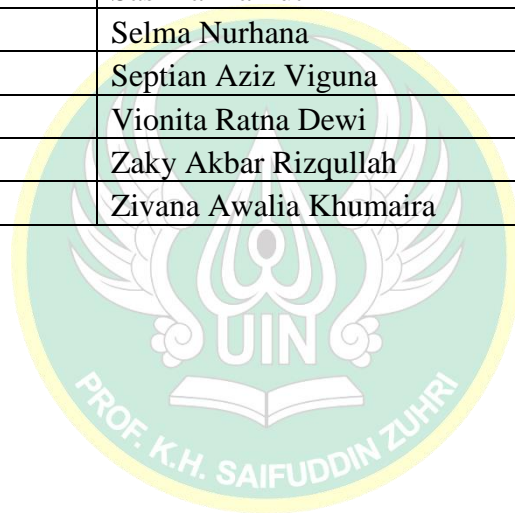 Selma Nurhana
Septian Aziz Viguna
Vionita Ratna Dewi
Zaky Akbar Rizqullah
Zivana Awalia Khumaira
UIN
PROF. K.H. SAIFUDDIN ZUHRI